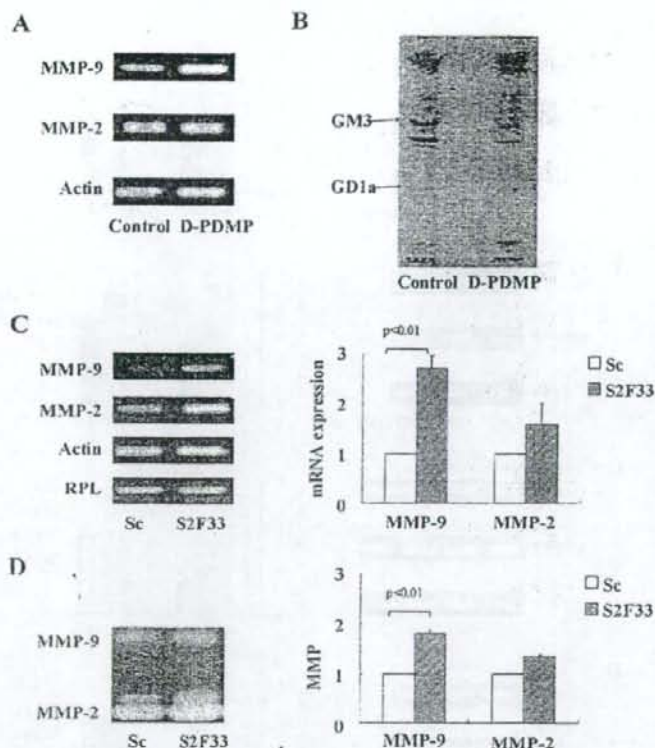 A
MMP-9
MMP-2
Actin
Control D-PDMP
B
GM3
GD1a
Control D-PDMP
C
MMP-9
MMP-2
Actin
RPL
Sc S2F33
mRNA expression
3
2
1
0
p<0.01
Sc
S2F33
MMP-9 MMP-2
D
MMP-9
MMP-2
Sc S2F33
MMP
3
2
1
0
p<0.01
Sc
S2F33
MMP-9 MMP-2